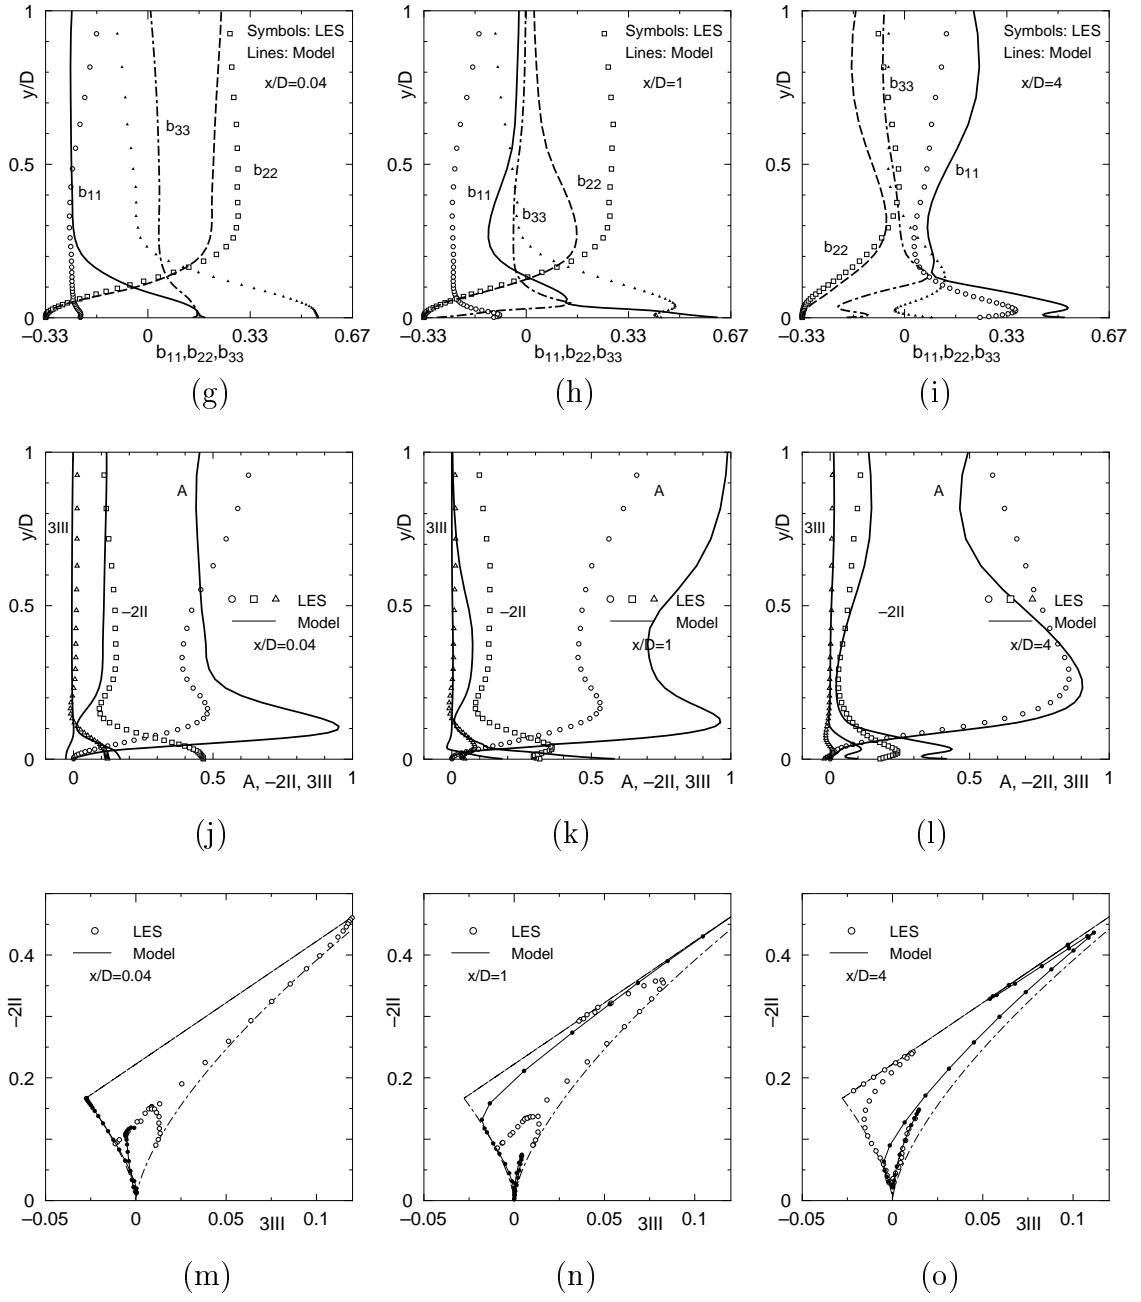 1
y/D
0.5
0
−0.33
0
0.33
0.67
b11,b22,b33
Symbols: LES
Lines: Model
x/D=0.04
b33
b22
b11
(g)
1
y/D
0.5
0
−0.33
0
0.33
0.67
b11,b22,b33
Symbols: LES
Lines: Model
x/D=1
b11
b22
b33
(h)
1
y/D
0.5
0
−0.33
0
0.33
0.67
b11,b22,b33
Symbols: LES
Lines: Model
x/D=4
b33
b11
b22
(i)
1
y/D
0.5
0
0
0.5
1
A, −2II, 3III
3III
A
−2II
LES
Model
x/D=0.04
(j)
1
y/D
0.5
0
0
0.5
1
A, −2II, 3III
3III
A
−2II
LES
Model
x/D=1
(k)
1
y/D
0.5
0
0
0.5
1
A, −2II, 3III
3III
A
−2II
LES
Model
x/D=4
(l)
−2II
0.4
0.2
0
−0.05
0
0.05
0.1
3III
LES
Model
x/D=0.04
(m)
−2II
0.4
0.2
0
−0.05
0
0.05
0.1
3III
LES
Model
x/D=1
(n)
−2II
0.4
0.2
0
−0.05
0
0.05
0.1
3III
LES
Model
x/D=4
(o)